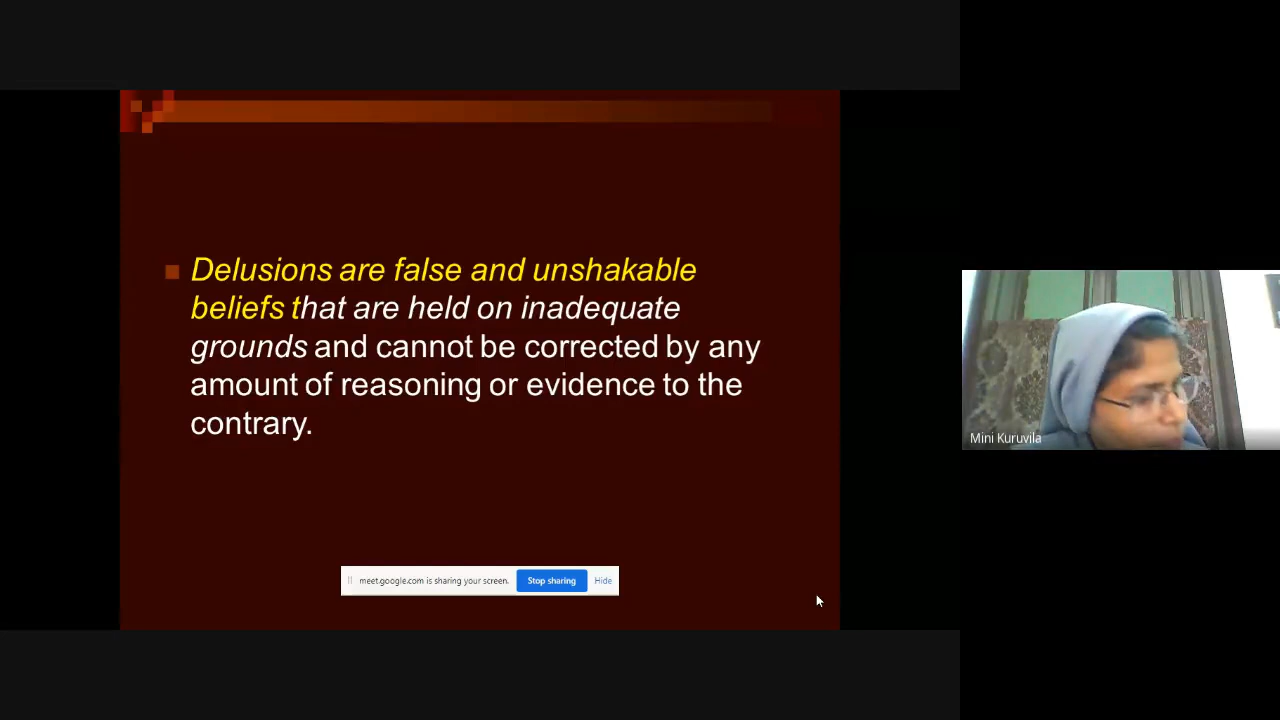 Delusions are false and unshakable
beliefs that are held on inadequate
grounds and cannot be corrected by any
amount of reasoning or evidence to the
contrary.
meet.google.com is sharing your screen.
Stop sharing
Hide
Mini Kuruvila